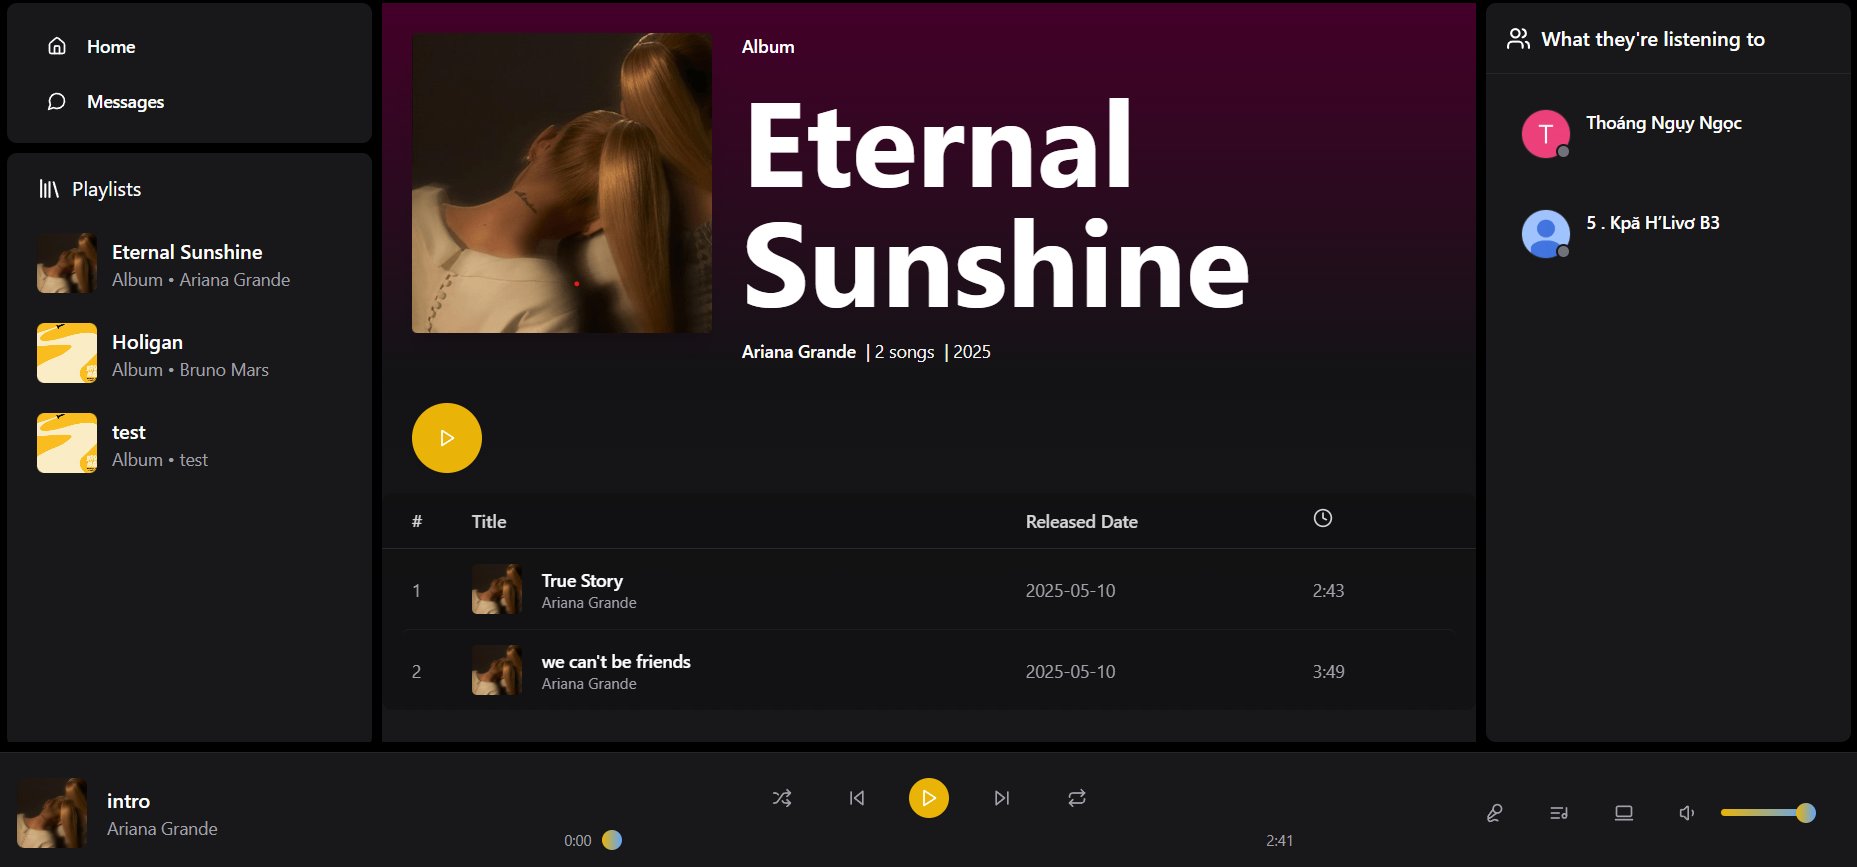 Home
Messages
Playlists
Eternal Sunshine
Album • Ariana Grande
Holigan
Album • Bruno Mars
test
Album • test
Album
Eternal
Sunshine
Ariana Grande | 2 songs | 2025
# Title Released Date
1 True Story 2025-05-10 2:43
Ariana Grande
2 we can't be friends 2025-05-10 3:49
Ariana Grande
What they're listening to
T Thoáng Ngụy Ngọc
5 . Kpă H'Livơ B3
intro
Ariana Grande
0:00 2:41